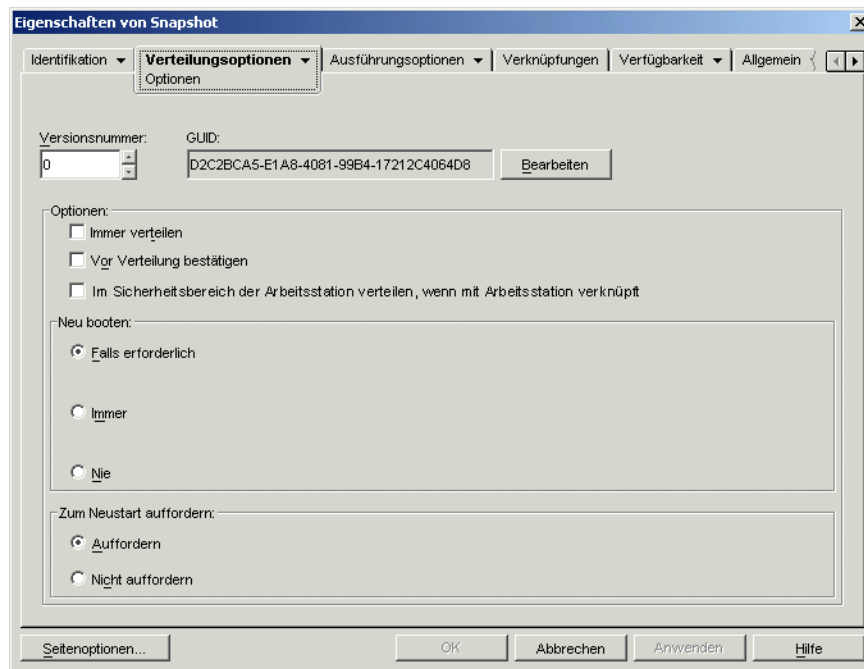 Eigenschaften von Snapshot
Identifikation Verteilungsoptionen Ausführungsoptionen Verknüpfungen Verfügbarkeit Allgemein
Optionen
Versionsnummer: GUID:
0 D2C2BCA5-E1A8-4081-99B4-17212C4064D8 Bearbeiten
Optionen:
Immer verteilen
Vor Verteilung bestätigen
Im Sicherheitsbereich der Arbeitsstation verteilen, wenn mit Arbeitsstation verknüpft
Neu booten:
Falls erforderlich
Immer
Nie
Zum Neustart auffordern:
Auffordern
Nicht auffordern
Seitenoptionen... OK Abbrechen Anwenden Hilfe